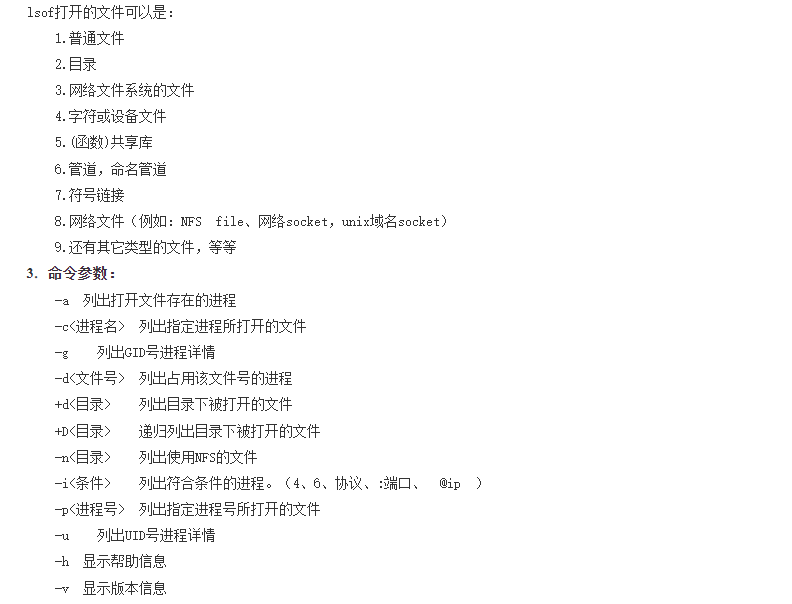 lsof打开的文件可以是：
1.普通文件
2.目录
3.网络文件系统的文件
4.字符或设备文件
5.(函数)共享库
6.管道，命名管道
7.符号链接
8.网络文件（例如：NFS file、网络socket，unix域名socket）
9.还有其它类型的文件，等等
3. 命令参数：
-a 列出打开文件存在的进程
-c<进程名> 列出指定进程所打开的文件
-g 列出GID号进程详情
-d<文件号> 列出占用该文件号的进程
+d<目录> 列出目录下被打开的文件
+D<目录> 递归列出目录下被打开的文件
-n<目录> 列出使用NFS的文件
-i<条件> 列出符合条件的进程。（4、6、协议、:端口、 @ip ）
-p<进程号> 列出指定进程号所打开的文件
-u 列出UID号进程详情
-h 显示帮助信息
-v 显示版本信息